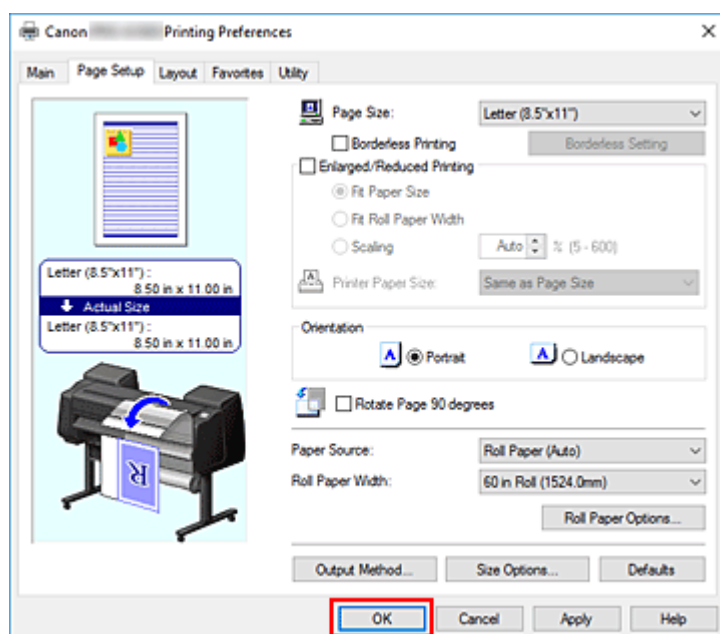 Canon Printing Preferences
Main Page Setup Layout Favorites Utility
Page Size: Letter (8.5"x11")
Borderless Printing Borderless Setting
Enlarged/Reduced Printing
Fit Paper Size
Fit Roll Paper Width
Scaling Auto % (5 - 600)
Printer Paper Size: Same as Page Size
Letter (8.5"x11") :
8.50 in x 11.00 in
Actual Size
Letter (8.5"x11") :
8.50 in x 11.00 in
Orientation
A Portrait A Landscape
Rotate Page 90 degrees
Paper Source: Roll Paper (Auto)
Roll Paper Width: 60 in Roll (1524.0mm)
R
Roll Paper Options...
Output Method... Size Options... Defaults
OK Cancel Apply Help